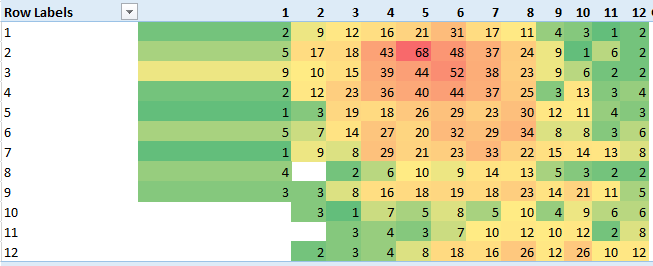 Row Labels 1 2 3 4 5 6 7 8 9 10 11 12
1 2 9 12 16 21 31 17 11 4 3 1 2
2 5 17 18 43 68 48 37 24 9 1 6 2
3 9 10 15 39 44 52 38 23 9 6 2 2
4 2 12 23 36 40 44 37 25 3 13 3 4
5 1 3 19 18 26 29 23 30 12 11 4 3
6 5 7 14 27 20 32 29 34 8 8 3 6
7 1 9 8 29 21 23 33 22 15 14 13 8
8 4 2 6 10 9 14 13 5 3 2 2
9 3 3 8 16 18 19 18 23 14 21 11 5
10 3 1 7 5 8 5 10 4 9 6 6
11 3 4 3 7 10 12 10 12 2 8
12 2 3 4 8 18 16 26 12 26 10 12